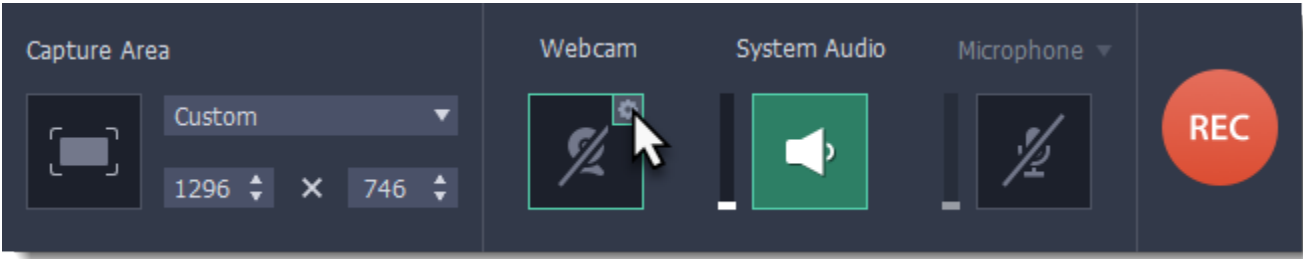 Capture Area
Webcam
System Audio
Microphone
Custom
1296 × 746
REC